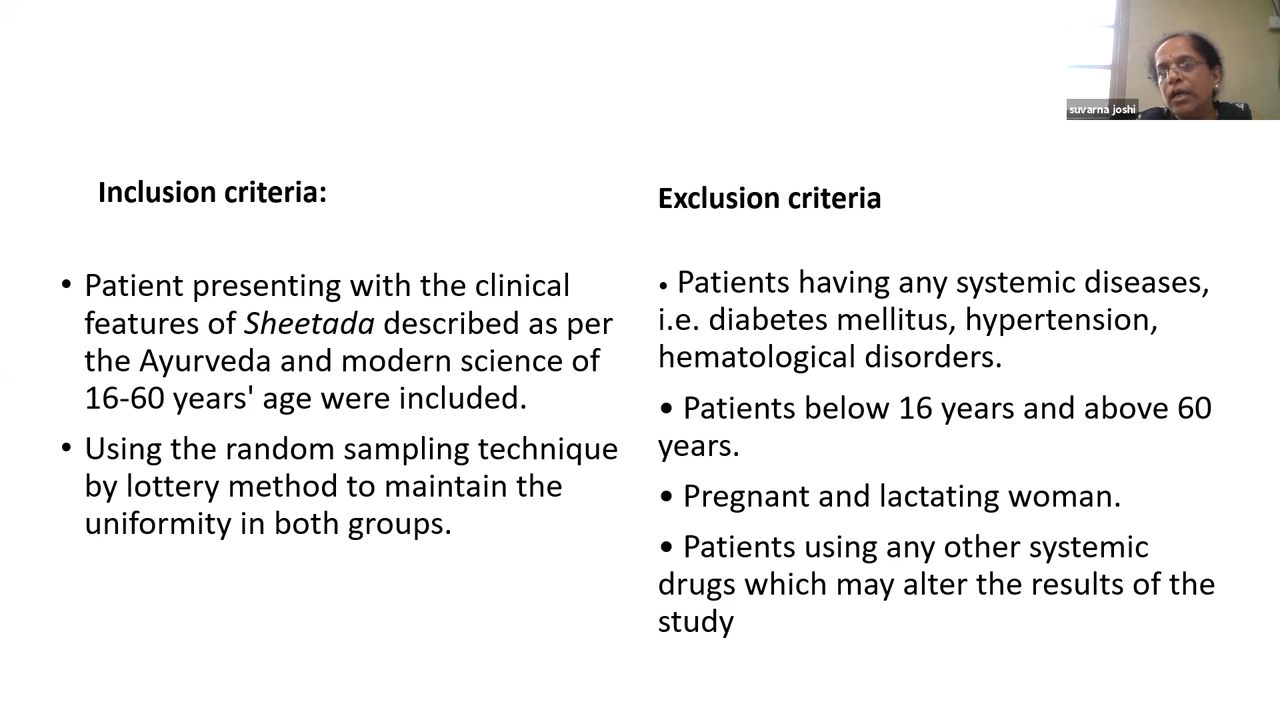 suvarna joshi
Inclusion criteria:
• Patient presenting with the clinical
features of Sheetada described as per
the Ayurveda and modern science of
16-60 years' age were included.
• Using the random sampling technique
by lottery method to maintain the
uniformity in both groups.
Exclusion criteria
• Patients having any systemic diseases,
i.e. diabetes mellitus, hypertension,
hematological disorders.
• Patients below 16 years and above 60
years.
• Pregnant and lactating woman.
• Patients using any other systemic
drugs which may alter the results of the
study